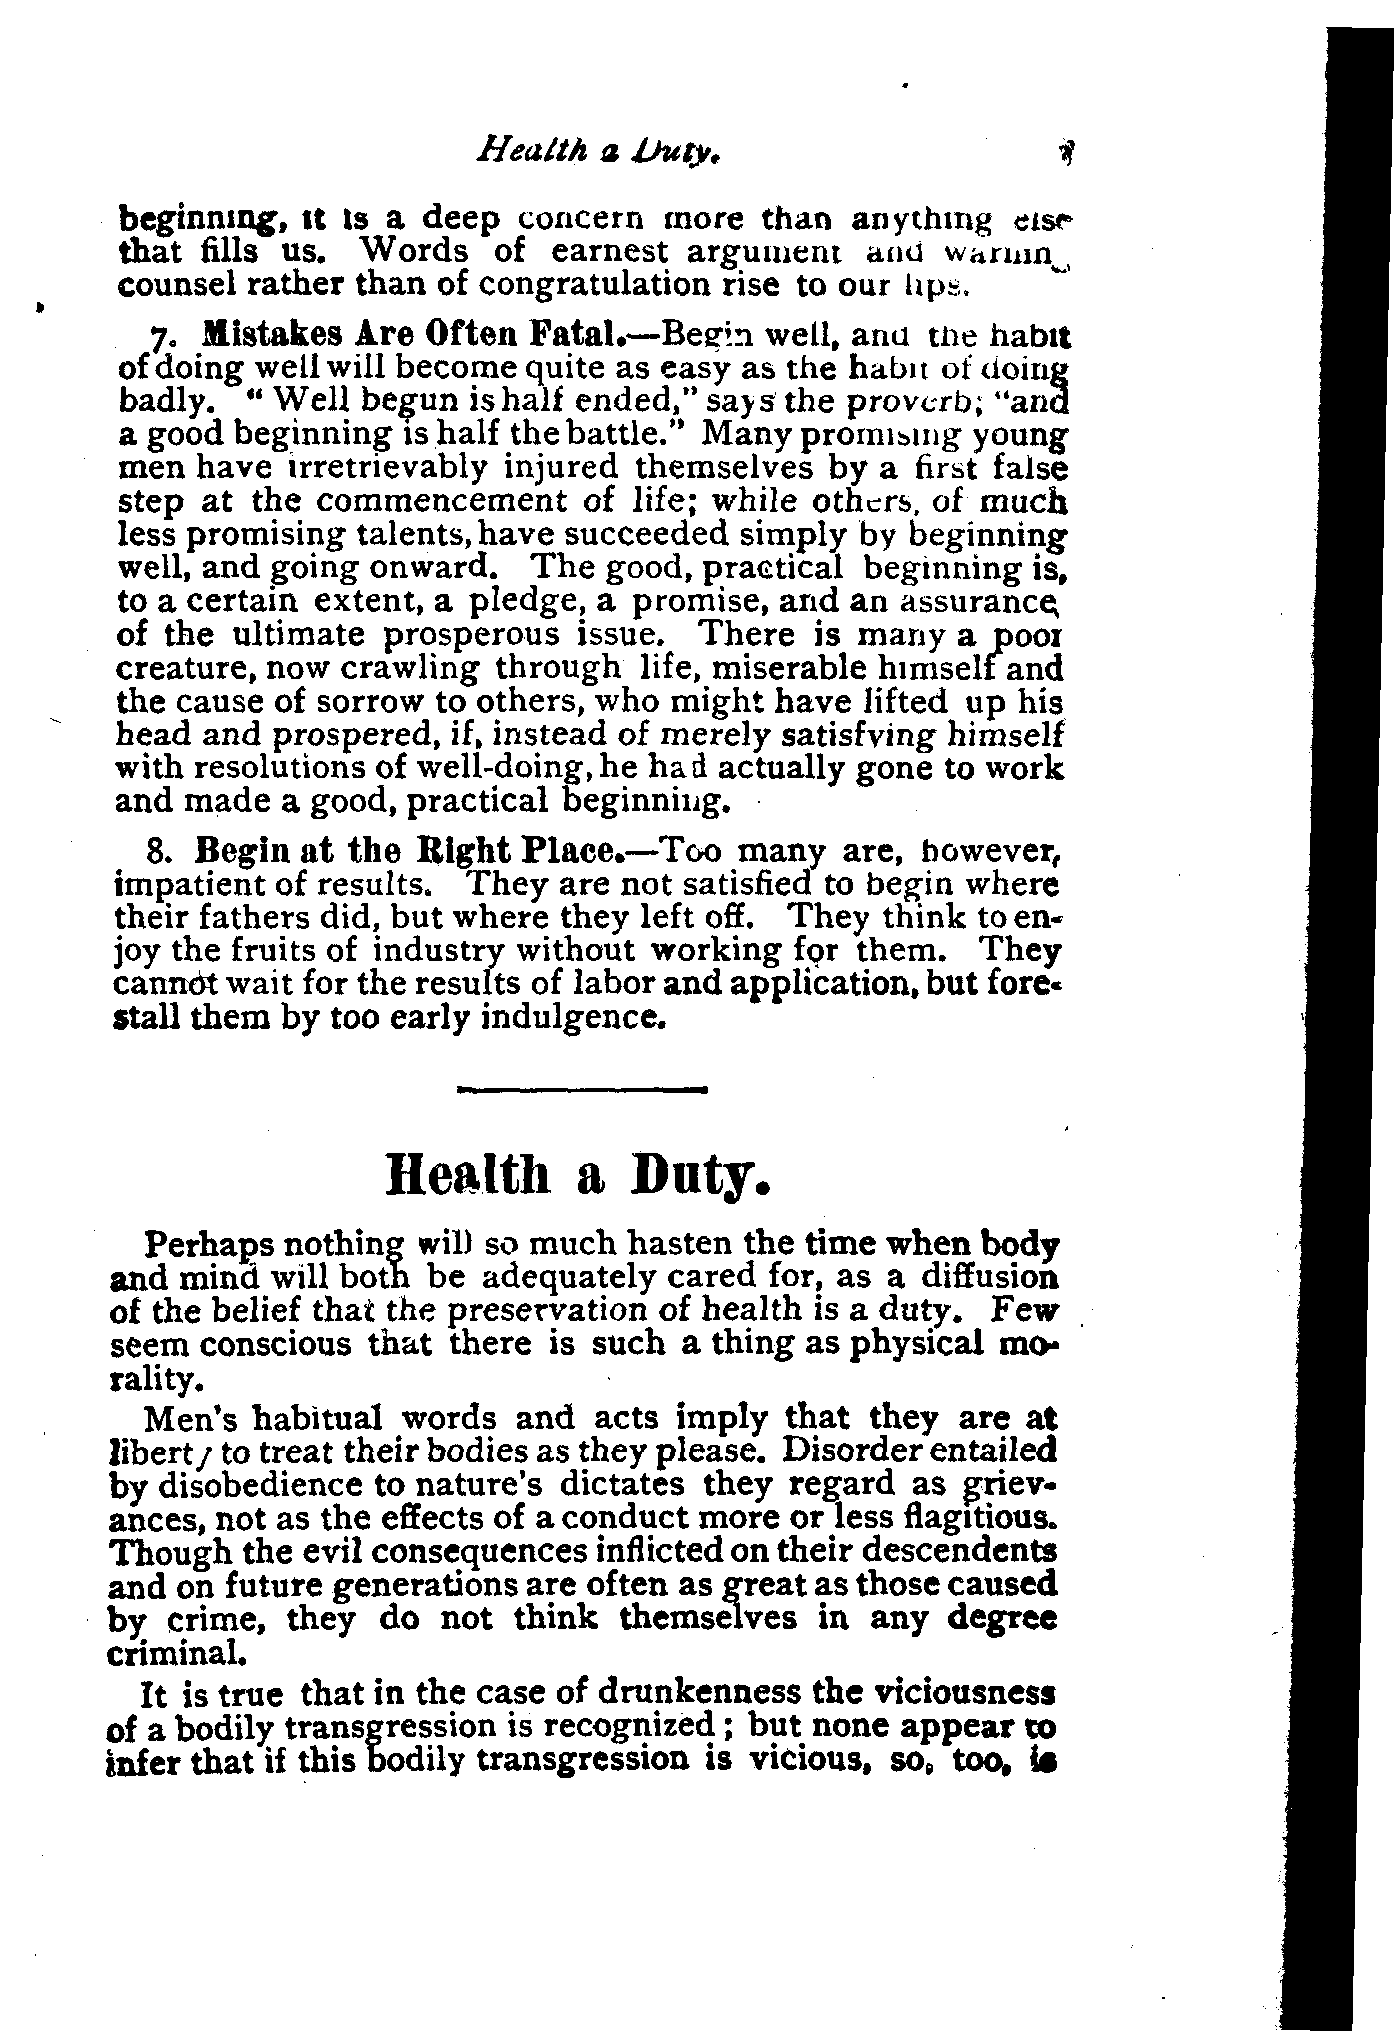 Health a Duty.
beginning, it is a deep concern more than anything else
that fills us. Words of earnest argument and
counsel rather than of congratulation rise to our lips.
7. Mistakes Are Often Fatal.—Begin well, and the habit
of doing well will become quite as easy as the habit of doing
badly. "Well begun is half ended," says the proverb; "and
a good beginning is half the battle." Many promising young
men have irretrievably injured themselves by a first false
step at the commencement of life; while others, of much
less promising talents, have succeeded simply by beginning
well, and going onward. The good, practical beginning is,
to a certain extent, a pledge, a promise, and an assurance,
of the ultimate prosperous issue. There is many a poor
creature, now crawling through life, miserable himself and
the cause of sorrow to others, who might have lifted up his
head and prospered, if, instead of merely satisfying himself
with resolutions of well-doing, he had actually gone to work
and made a good, practical beginning.
8. Begin at the Right Place.—Too many are, however,
impatient of results. They are not satisfied to begin where
their fathers did, but where they left off. They think to en-
joy the fruits of industry without working for them. They
cannot wait for the results of labor and application, but fore-
stall them by too early indulgence.
Health a Duty.
Perhaps nothing will so much hasten the time when body
and mind will both be adequately cared for, as a diffusion
of the belief that the preservation of health is a duty. Few
seem conscious that there is such a thing as physical mo-
rality.
Men's habitual words and acts imply that they are at
liberty to treat their bodies as they please. Disorder entailed
by disobedience to nature's dictates they regard as griev-
ances, not as the effects of a conduct more or less flagitious.
Though the evil consequences inflicted on their descendents
and on future generations are often as great as those caused
by crime, they do not think themselves in any degree
criminal.
It is true that in the case of drunkenness the viciousness
of a bodily transgression is recognized; but none appear to
infer that if this bodily transgression is vicious, so, too, is